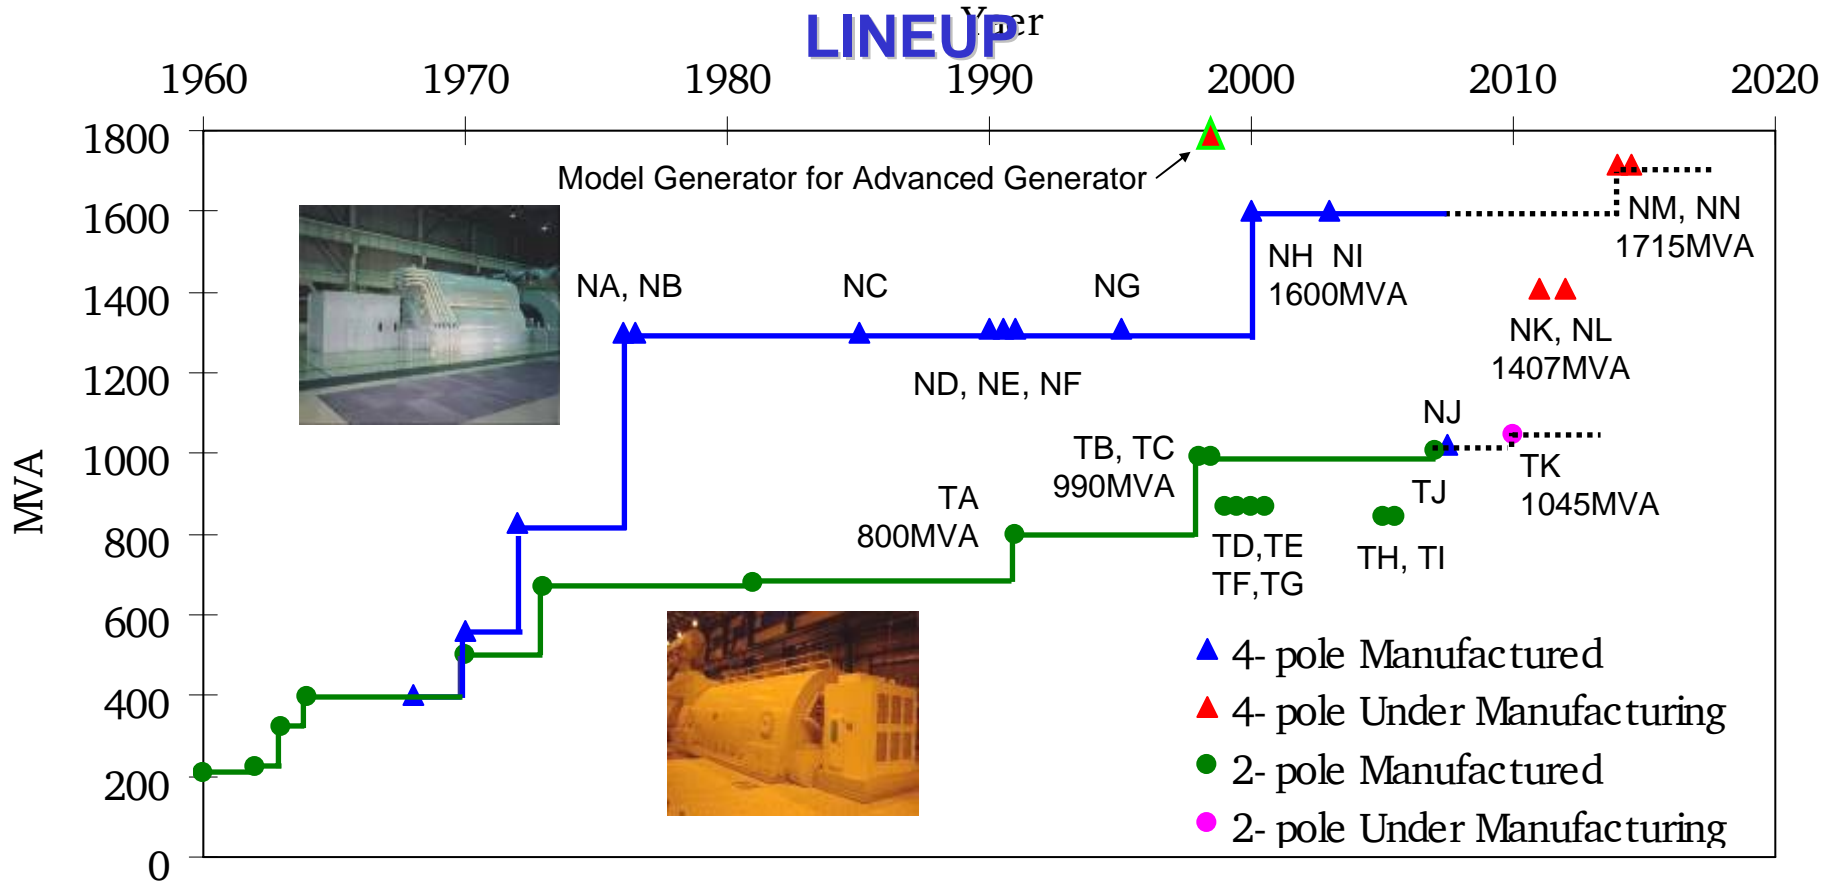 Yaer
LINEUP
1960 1970 1980 1990 2000 2010 2020
1800
Model Generator for Advanced Generator
1600
NM, NN
1715MVA
NH NI
1600MVA
1400
NA, NB NC NG
NK, NL
1407MVA
1200
ND, NE, NF
NJ
1000
MVA
TB, TC
990MVA
TK
1045MVA
TJ
TA
800MVA
800
TD,TE
TF,TG
TH, TI
600
400
200
0
4- pole Manufactured
4- pole Under Manufacturing
2- pole Manufactured
2- pole Under Manufacturing